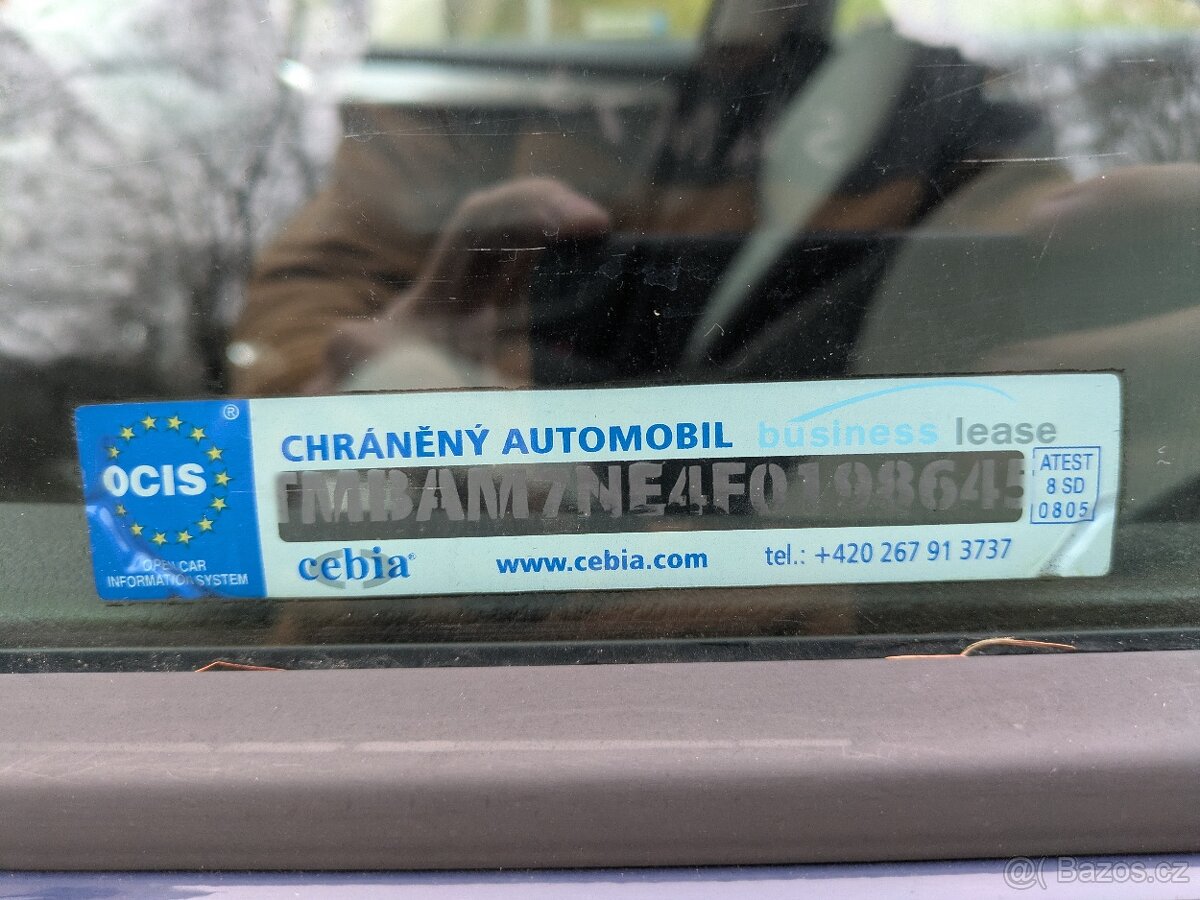 ®
OCIS
OPEN CAR
INFORMATION SYSTEM
CHRÁNĚNÝ AUTOMOBIL
business lease
TMBAM7NE4F0198645
ATEST
8 SD
0805
cebia®
www.cebia.com
tel.: +420 267 91 3737
@( Bazos.cz